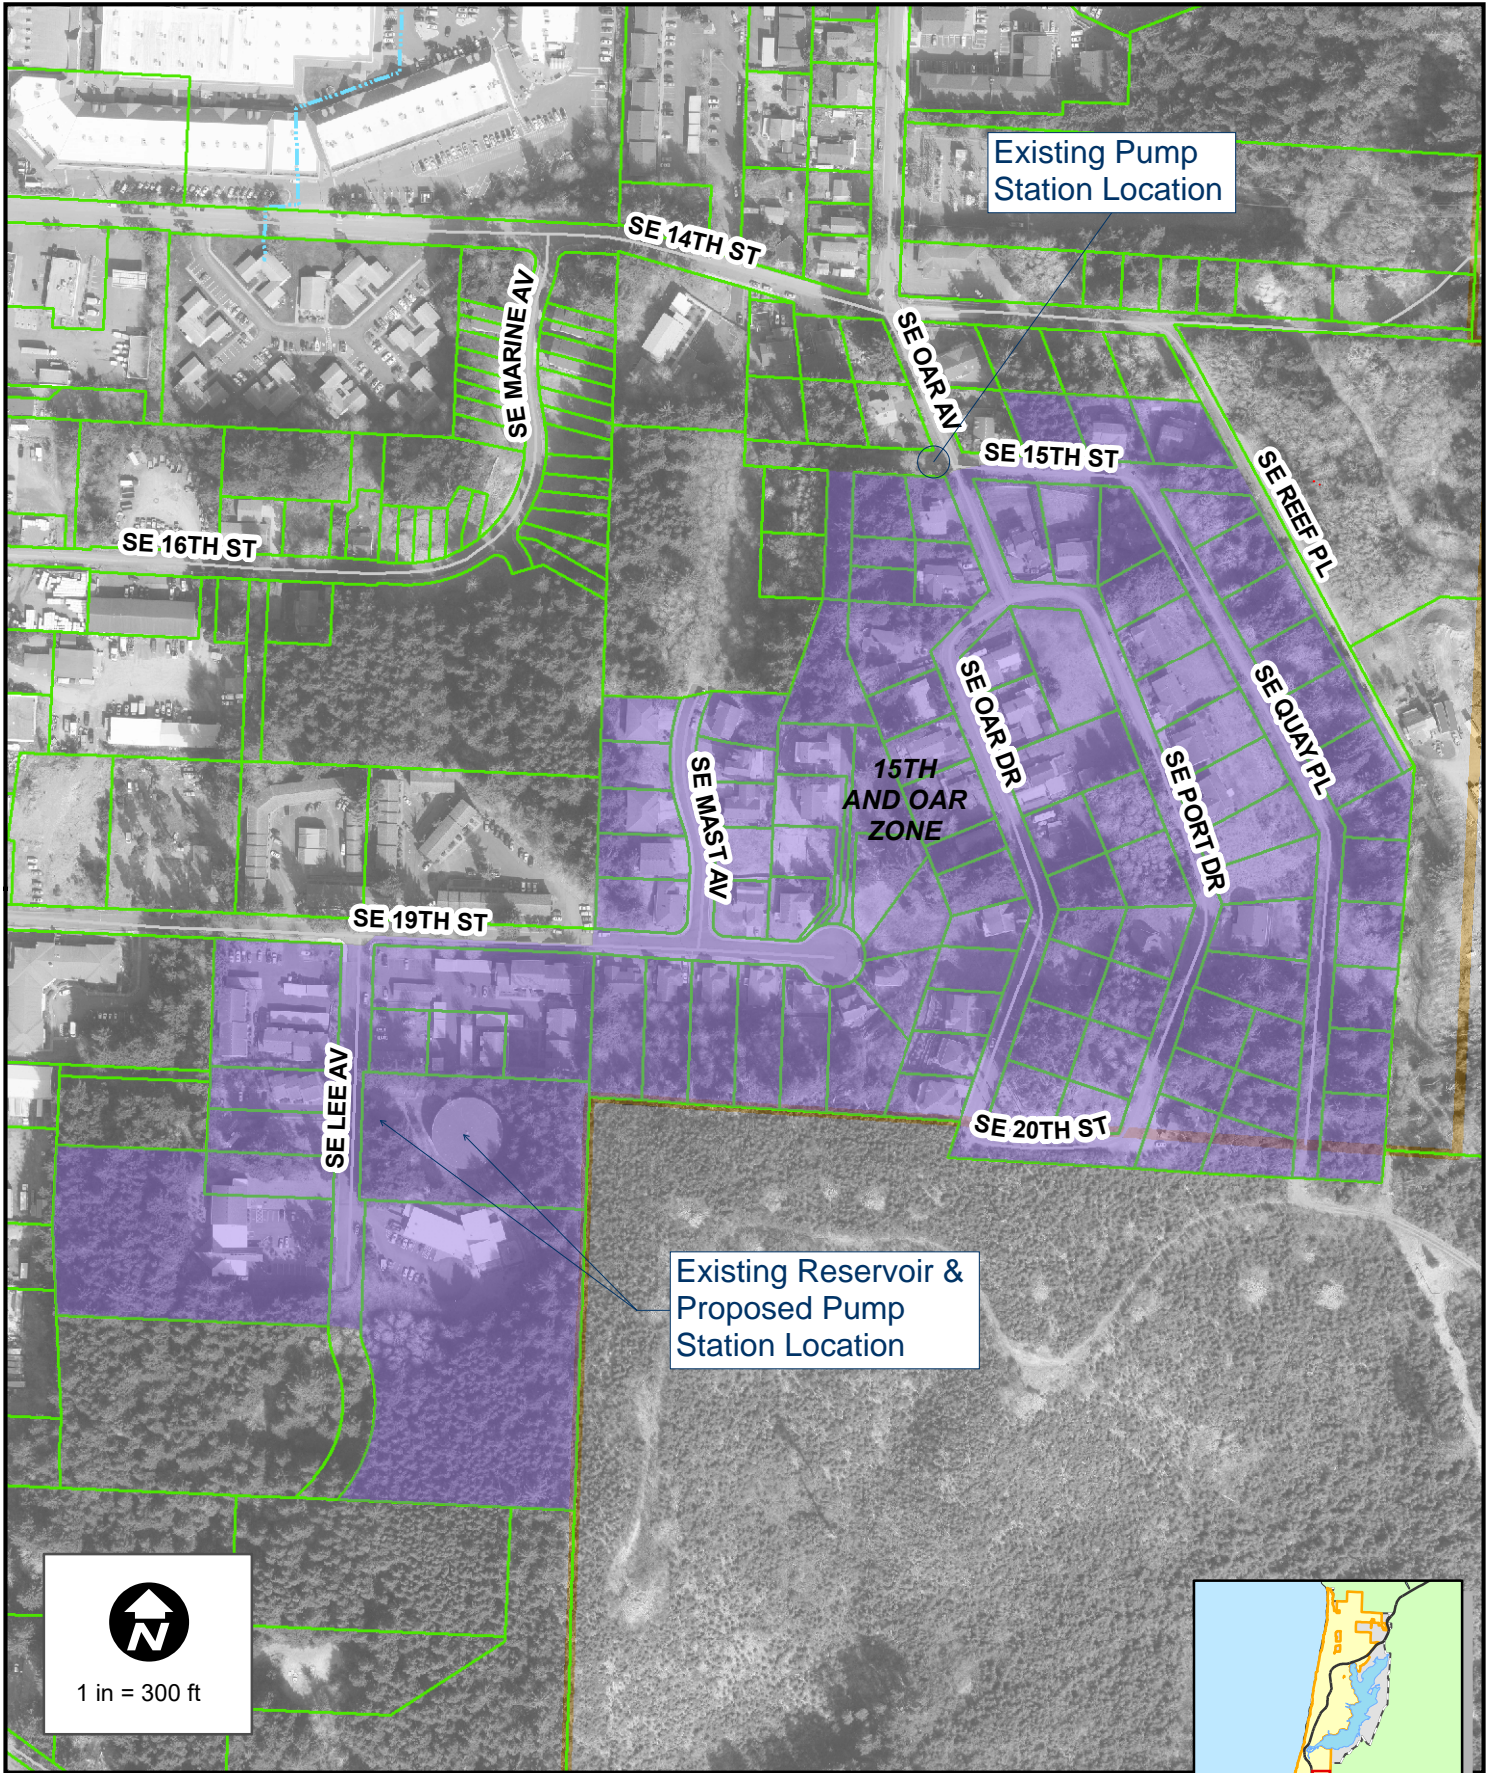 Existing Pump
Station Location
SE 14TH ST
SE MARINE AV
SE OAR AV
SE 15TH ST
SE REEF PL
SE 16TH ST
SE OAR DR
SE QUAY PL
SE MAST AV
15TH
AND OAR
ZONE
SE PORT DR
SE 19TH ST
SE LEE AV
SE 20TH ST
Existing Reservoir &
Proposed Pump
Station Location
N
1 in = 300 ft